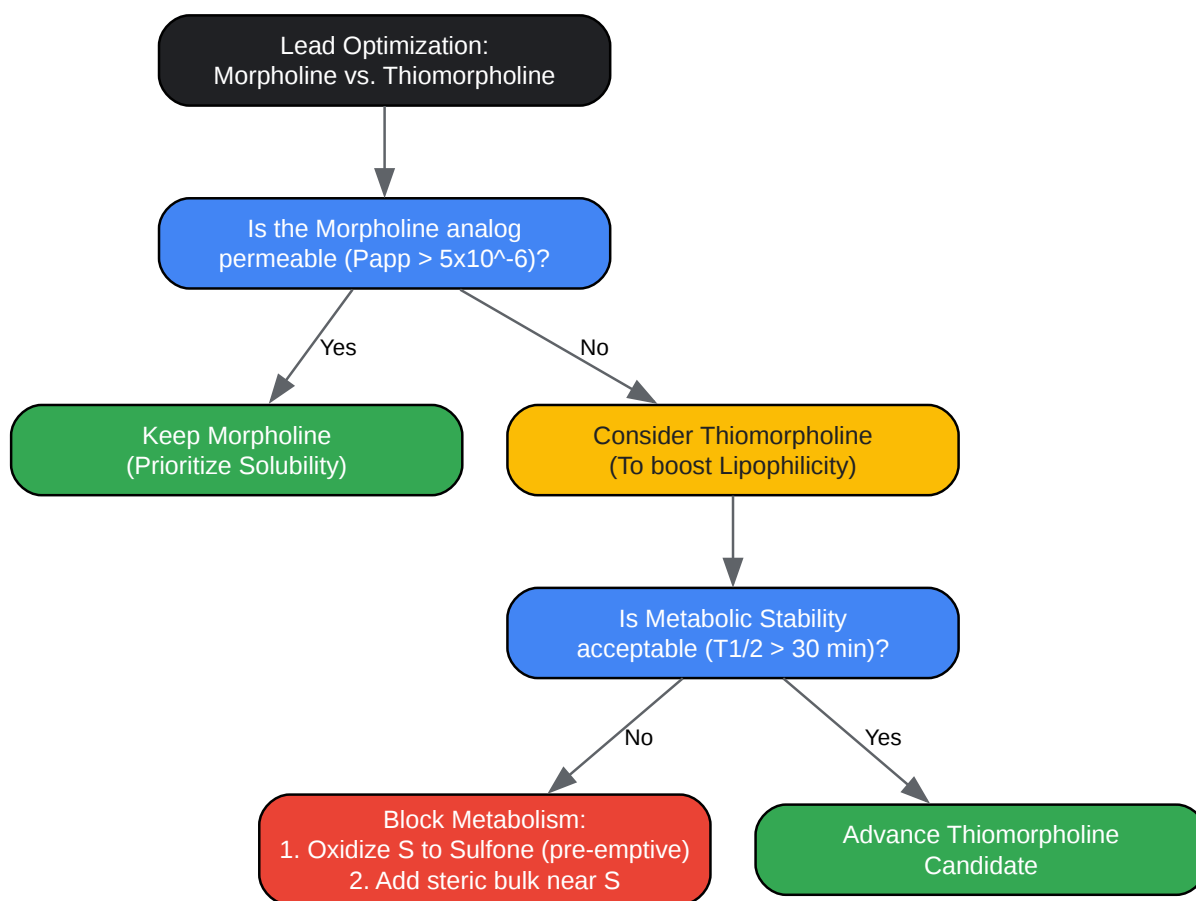 Lead Optimization:
Morpholine vs. Thiomorpholine
Is the Morpholine analog
permeable (Papp > 5x10^-6)?
Yes
No
Keep Morpholine
(Prioritize Solubility)
Consider Thiomorpholine
(To boost Lipophilicity)
Is Metabolic Stability
acceptable (T1/2 > 30 min)?
No
Yes
Block Metabolism:
1. Oxidize S to Sulfone (pre-emptive)
2. Add steric bulk near S
Advance Thiomorpholine
Candidate